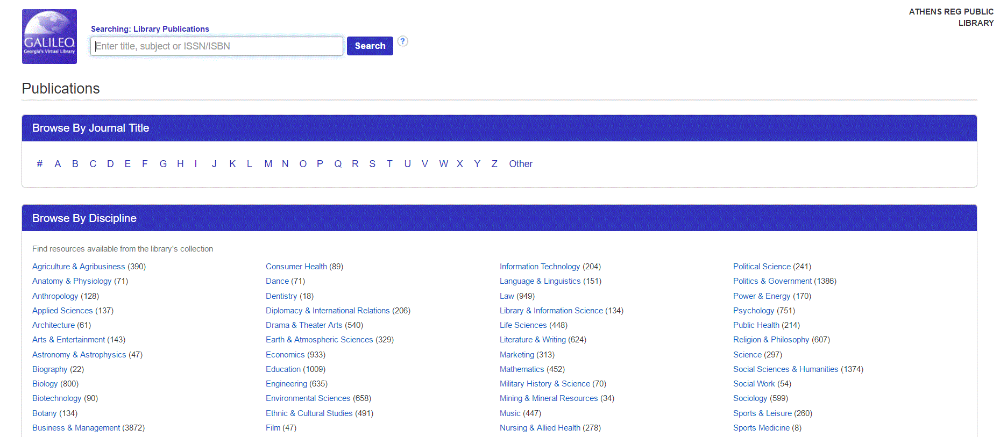 ATHENS REG PUBLIC
LIBRARY
GALILEO
Georgia's Virtual Library
Searching: Library Publications
Enter title, subject or ISSN/ISBN
Search
?
Publications
Browse By Journal Title
# A B C D E F G H I J K L M N O P Q R S T U V W X Y Z Other
Browse By Discipline
Find resources available from the library's collection
Agriculture & Agribusiness (390)
Anatomy & Physiology (71)
Anthropology (128)
Applied Sciences (137)
Architecture (61)
Arts & Entertainment (143)
Astronomy & Astrophysics (47)
Biography (22)
Biology (800)
Biotechnology (90)
Botany (134)
Business & Management (3872)
Consumer Health (89)
Dance (71)
Dentistry (18)
Diplomacy & International Relations (206)
Drama & Theater Arts (540)
Earth & Atmospheric Sciences (329)
Economics (933)
Education (1009)
Engineering (635)
Environmental Sciences (658)
Ethnic & Cultural Studies (491)
Film (47)
Information Technology (204)
Language & Linguistics (151)
Law (949)
Library & Information Science (134)
Life Sciences (448)
Literature & Writing (624)
Marketing (313)
Mathematics (452)
Military History & Science (70)
Mining & Mineral Resources (34)
Music (447)
Nursing & Allied Health (278)
Political Science (241)
Politics & Government (1386)
Power & Energy (170)
Psychology (751)
Public Health (214)
Religion & Philosophy (607)
Science (297)
Social Sciences & Humanities (1374)
Social Work (54)
Sociology (599)
Sports & Leisure (260)
Sports Medicine (8)